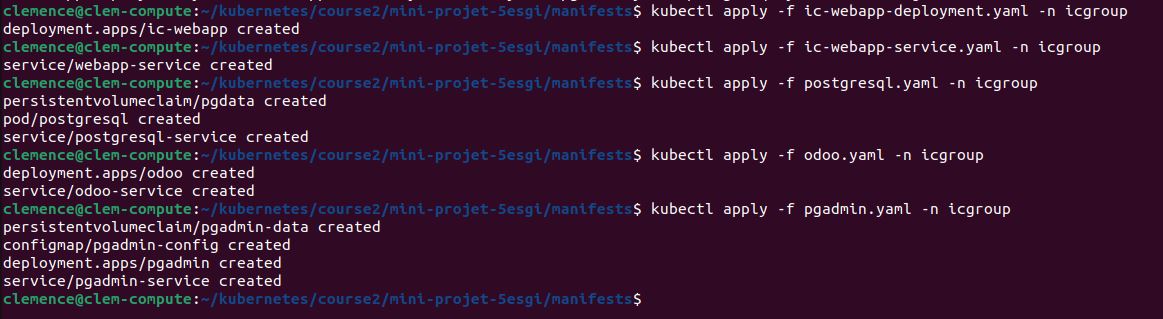 clemence@clem-compute:~/kubernetes/course2/mini-projet-5esgi/manifests$ kubectl apply -f ic-webapp-deployment.yaml -n icgroup
deployment.apps/ic-webapp created
clemence@clem-compute:~/kubernetes/course2/mini-projet-5esgi/manifests$ kubectl apply -f ic-webapp-service.yaml -n icgroup
service/webapp-service created
clemence@clem-compute:~/kubernetes/course2/mini-projet-5esgi/manifests$ kubectl apply -f postgresql.yaml -n icgroup
persistentvolumeclaim/pgdata created
pod/postgresql created
service/postgresql-service created
clemence@clem-compute:~/kubernetes/course2/mini-projet-5esgi/manifests$ kubectl apply -f odoo.yaml -n icgroup
deployment.apps/odoo created
service/odoo-service created
clemence@clem-compute:~/kubernetes/course2/mini-projet-5esgi/manifests$ kubectl apply -f pgadmin.yaml -n icgroup
persistentvolumeclaim/pgadmin-data created
configmap/pgadmin-config created
deployment.apps/pgadmin created
service/pgadmin-service created
clemence@clem-compute:~/kubernetes/course2/mini-projet-5esgi/manifests$